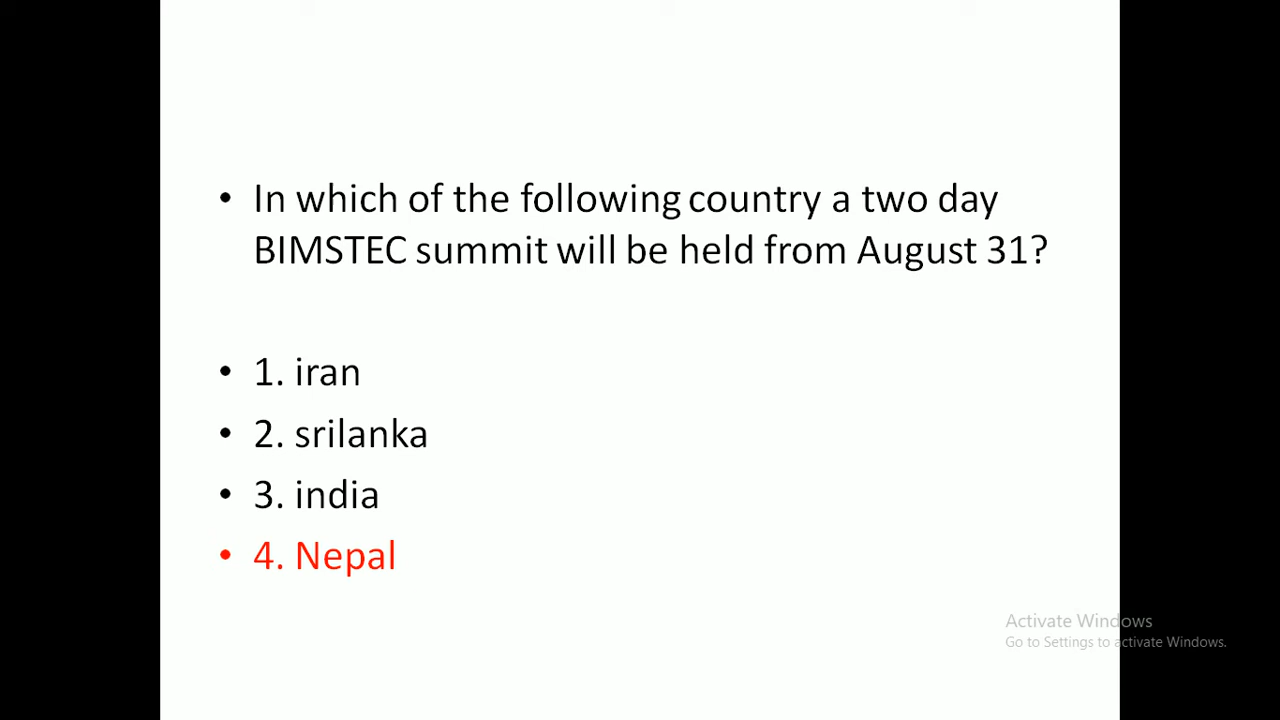 • In which of the following country a two day
BIMSTEC summit will be held from August 31?
• 1. iran
• 2. srilanka
• 3. india
• 4. Nepal
Activate Windows
Go to Settings to activate Windows.